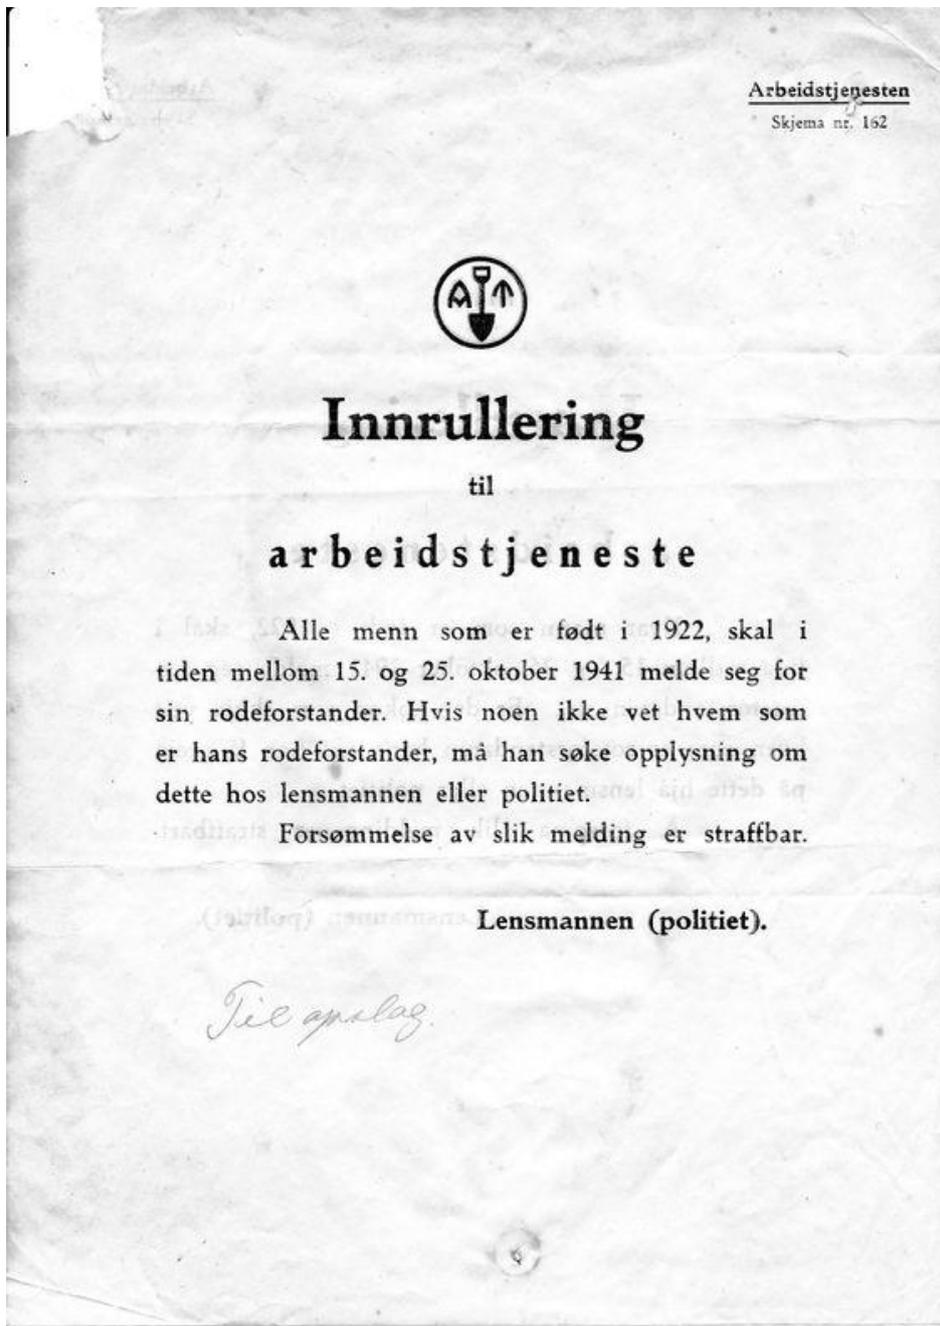 Arbeidstjenesten
Skjema nr. 162
A T
Innrullering
til
arbeidstjeneste
Alle menn som er født i 1922, skal i
tiden mellom 15. og 25. oktober 1941 melde seg for
sin rodeforstander. Hvis noen ikke vet hvem som
er hans rodeforstander, må han søke opplysning om
dette hos lensmannen eller politiet.
Forsømmelse av slik melding er straffbar.
Lensmannen (politiet).
Til opslag.